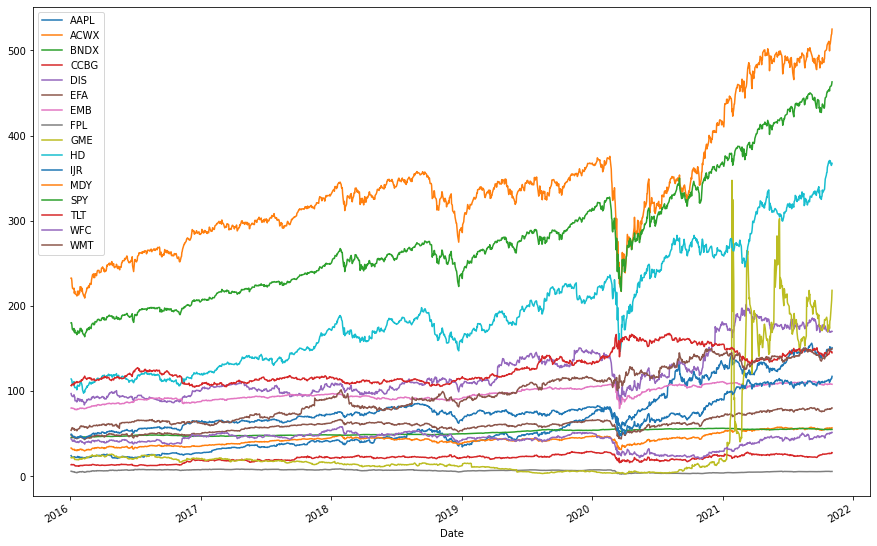 AAPL
ACWX
BNDX
CCBG
DIS
EFA
EMB
FPL
GME
HD
IJR
MDY
SPY
TLT
WFC
WMT
500
400
300
200
100
0
2016 2017 2018 2019 2020 2021 2022
Date